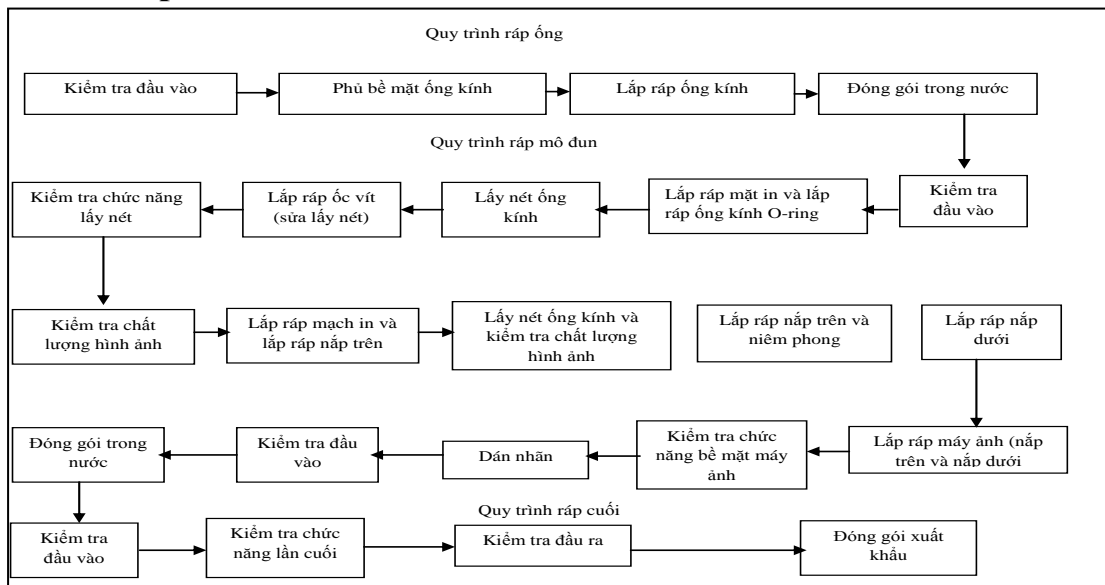 Quy trình ráp ống
Kiểm tra đầu vào
Phủ bề mặt ống kính
Lắp ráp ống kính
Đóng gói trong nước
Quy trình ráp mô đun
Kiểm tra
đầu vào
Lắp ráp mặt in và lắp
ráp ống kính O-ring
Lấy nét ống
kính
Lắp ráp ốc vít
(sửa lấy nét)
Kiểm tra chức năng
lấy nét
Kiểm tra chất
lượng hình ảnh
Lắp ráp mạch in và
lắp ráp nắp trên
Lấy nét ống kính và
kiểm tra chất lượng
hình ảnh
Lắp ráp nắp trên và
niêm phong
Lắp ráp nắp
dưới
Lắp ráp máy ảnh (nắp
trên và nắp dưới
Kiểm tra chức
năng bề mặt máy
ảnh
Dán nhãn
Kiểm tra đầu
vào
Đóng gói trong
nước
Quy trình ráp cuối
Kiểm tra
đầu vào
Kiểm tra chức
năng lần cuối
Kiểm tra đầu ra
Đóng gói xuất
khẩu